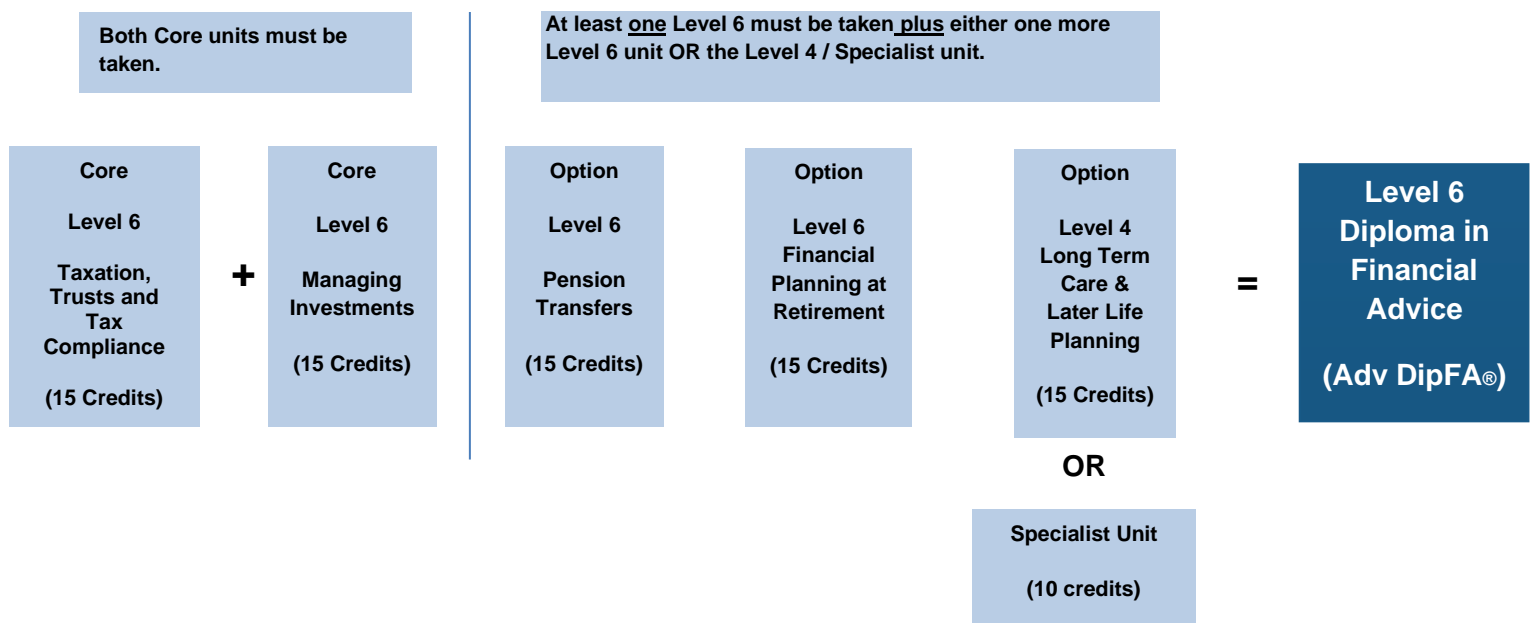 Both Core units must be
taken.
At least one Level 6 must be taken plus either one more
Level 6 unit OR the Level 4 / Specialist unit.
Core
Level 6
Taxation,
Trusts and
Tax
Compliance
(15 Credits)
+
Core
Level 6
Managing
Investments
(15 Credits)
Option
Level 6
Pension
Transfers
(15 Credits)
Option
Level 6
Financial
Planning at
Retirement
(15 Credits)
Option
Level 4
Long Term
Care &
Later Life
Planning
(15 Credits)
OR
Specialist Unit
(10 credits)
=
Level 6
Diploma in
Financial
Advice
(Adv DipFA®)